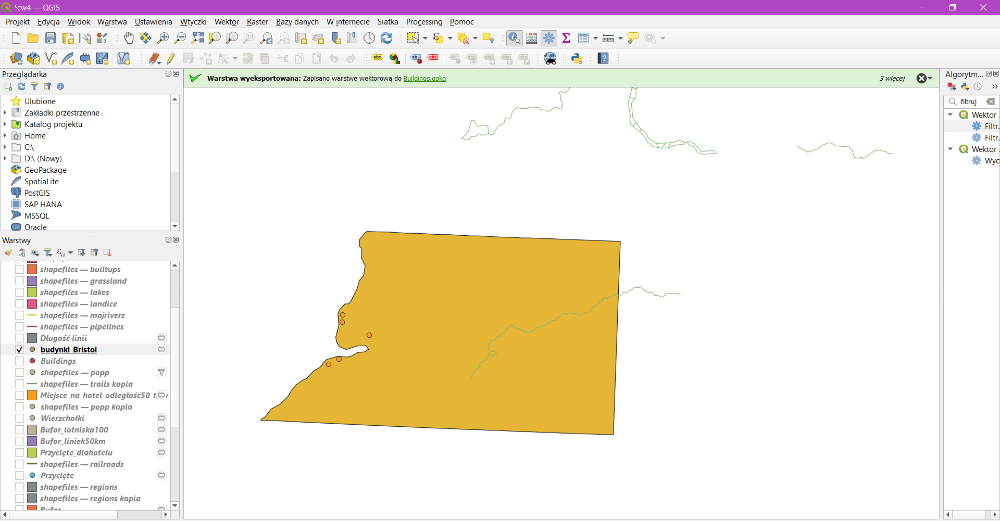 *cw4 — QGIS
Projekt Edycja Widok Warstwa Ustawienia Wtyczki Wektor Raster Bazy danych W internecie Siatka Processing Pomoc
Przeglądarka
Ulubione
Zakładki przestrzenne
Katalog projektu
Home
C:\
D:\ (Nowy)
GeoPackage
SpatiaLite
PostGIS
SAP HANA
MSSQL
Oracle
Warstwy
shapefiles — builtups
shapefiles — grassland
shapefiles — lakes
shapefiles — landice
shapefiles — majrivers
shapefiles — pipelines
Długość linii
budynki_Bristol
Buildings
shapefiles — popp
shapefiles — trails kopia
Miejsce_na_hotel_odległość50_t
shapefiles — popp kopia
Wierzchołki
Bufor_lotniska100
Bufor_liniek50km
Przycięte_dlahotelu
shapefiles — railroads
Przycięte
shapefiles — regions
shapefiles — regions kopia
Bufor
Warstwa wyeksportowana: Zapisano warstwę wektorową do Buildings.gpkg
3 więcej
Algorytm...
filtruj
Wektor
Filtr.
Filtr.
Wektor
Wyc